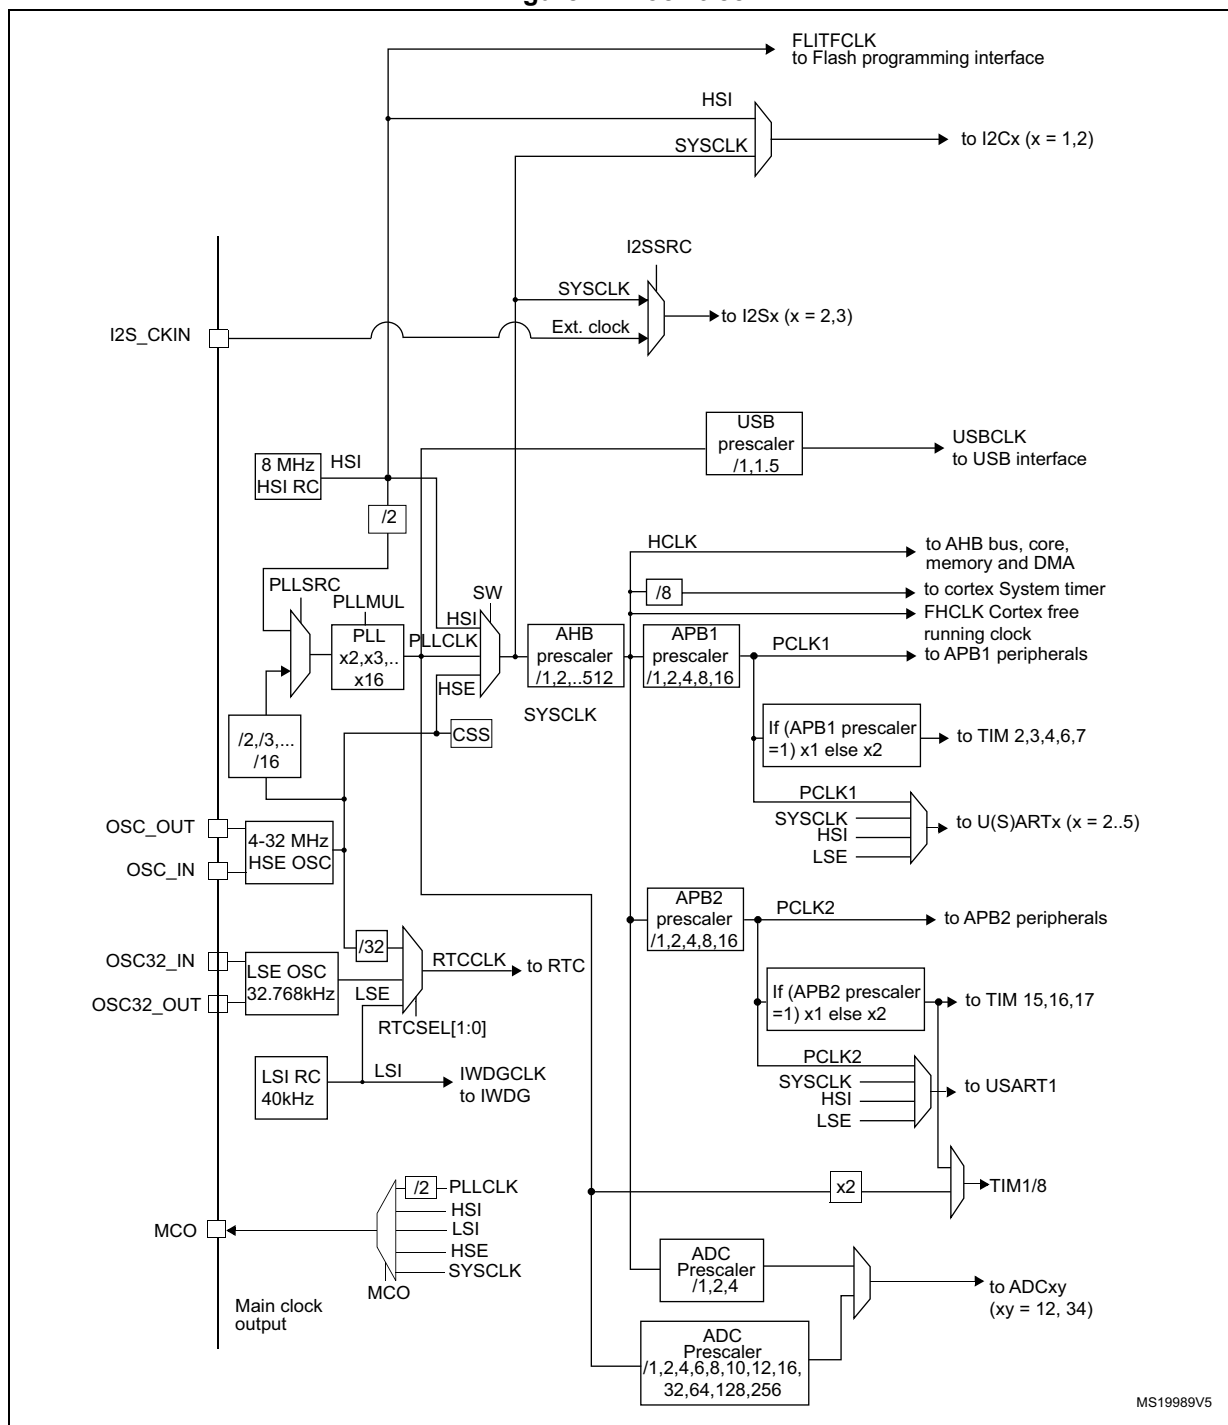 FLITFCLK
to Flash programming interface
HSI
SYSCLK
to I2Cx (x = 1,2)
I2SSRC
SYSCLK
to I2Sx (x = 2,3)
I2S_CKIN
Ext. clock
USB
prescaler
/1,1.5
USBCLK
to USB interface
8 MHz
HSI RC
HSI
/2
HCLK
to AHB bus, core,
memory and DMA
/8
to cortex System timer
FHCLK Cortex free
running clock
PLLSRC
PLLMUL
PLL
x2,x3,..
x16
SW
HSI
PLLCLK
HSE
AHB
prescaler
/1,2,..512
APB1
prescaler
/1,2,4,8,16
PCLK1
to APB1 peripherals
SYSCLK
/2,/3,...
/16
CSS
If (APB1 prescaler
=1) x1 else x2
to TIM 2,3,4,6,7
PCLK1
SYSCLK
HSI
LSE
to U(S)ARTx (x = 2..5)
OSC_OUT
OSC_IN
4-32 MHz
HSE OSC
APB2
prescaler
/1,2,4,8,16
PCLK2
to APB2 peripherals
/32
OSC32_IN
OSC32_OUT
LSE OSC
32.768kHz
LSE
RTCCLK
to RTC
RTCSEL[1:0]
If (APB2 prescaler
=1) x1 else x2
to TIM 15,16,17
LSI RC
40kHz
LSI
IWDGCLK
to IWDG
PCLK2
SYSCLK
HSI
LSE
to USART1
x2
TIM1/8
MCO
/2
PLLCLK
HSI
LSI
HSE
SYSCLK
MCO
Main clock
output
ADC
Prescaler
/1,2,4
to ADCxy
(xy = 12, 34)
ADC
Prescaler
/1,2,4,6,8,10,12,16,
32,64,128,256
MS19989V5